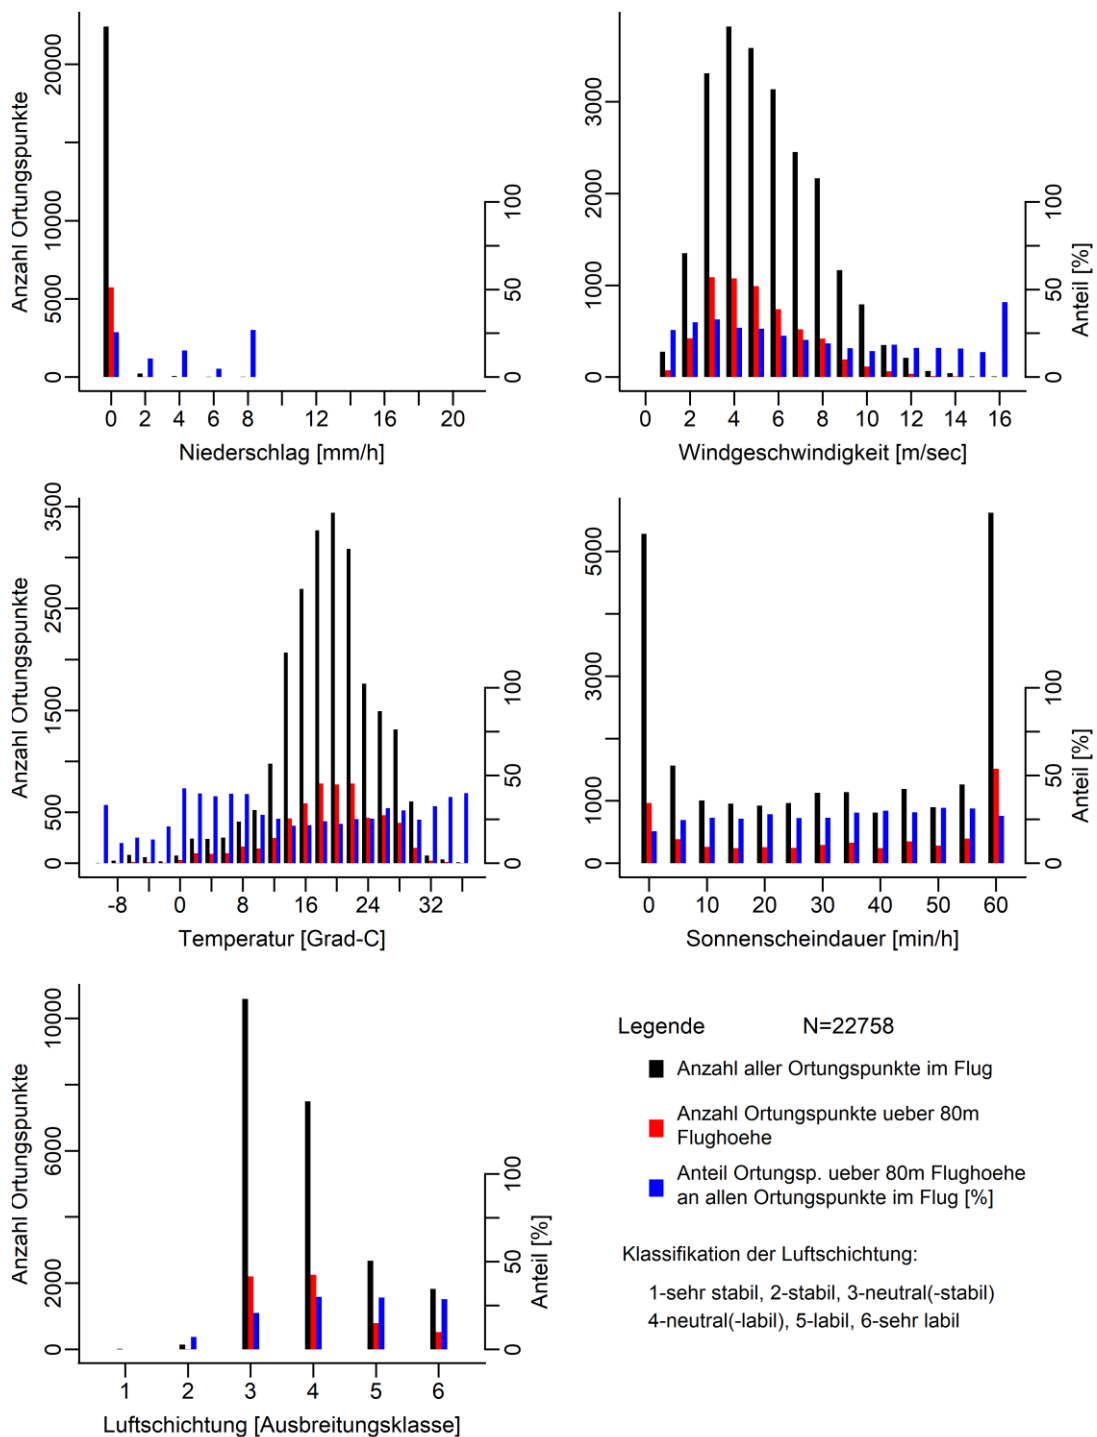 Anzahl Ortungspunkte
0 5000 10000 20000
0 50 100
0 2 4 6 8 10 12 14 16 18 20
Niederschlag [mm/h]
0 1000 2000 3000
0 50 100
Anteil [%]
0 2 4 6 8 10 12 14 16
Windgeschwindigkeit [m/sec]
Anzahl Ortungspunkte
0 500 1500 2500 3500
0 50 100
-8 0 8 16 24 32
Temperatur [Grad-C]
0 1000 3000 5000
0 50 100
Anteil [%]
0 10 20 30 40 50 60
Sonnenscheindauer [min/h]
Anzahl Ortungspunkte
0 2000 6000 10000
0 50 100
Anteil [%]
1 2 3 4 5 6
Luftschichtung [Ausbreitungsklasse]
Legende N=22758
Anzahl aller Ortungspunkte im Flug
Anzahl Ortungspunkte ueber 80m
Flughoehe
Anteil Ortungsp. ueber 80m Flughoehe
an allen Ortungspunkte im Flug [%]
Klassifikation der Luftschichtung:
1-sehr stabil, 2-stabil, 3-neutral(-stabil)
4-neutral(-labil), 5-labil, 6-sehr labil